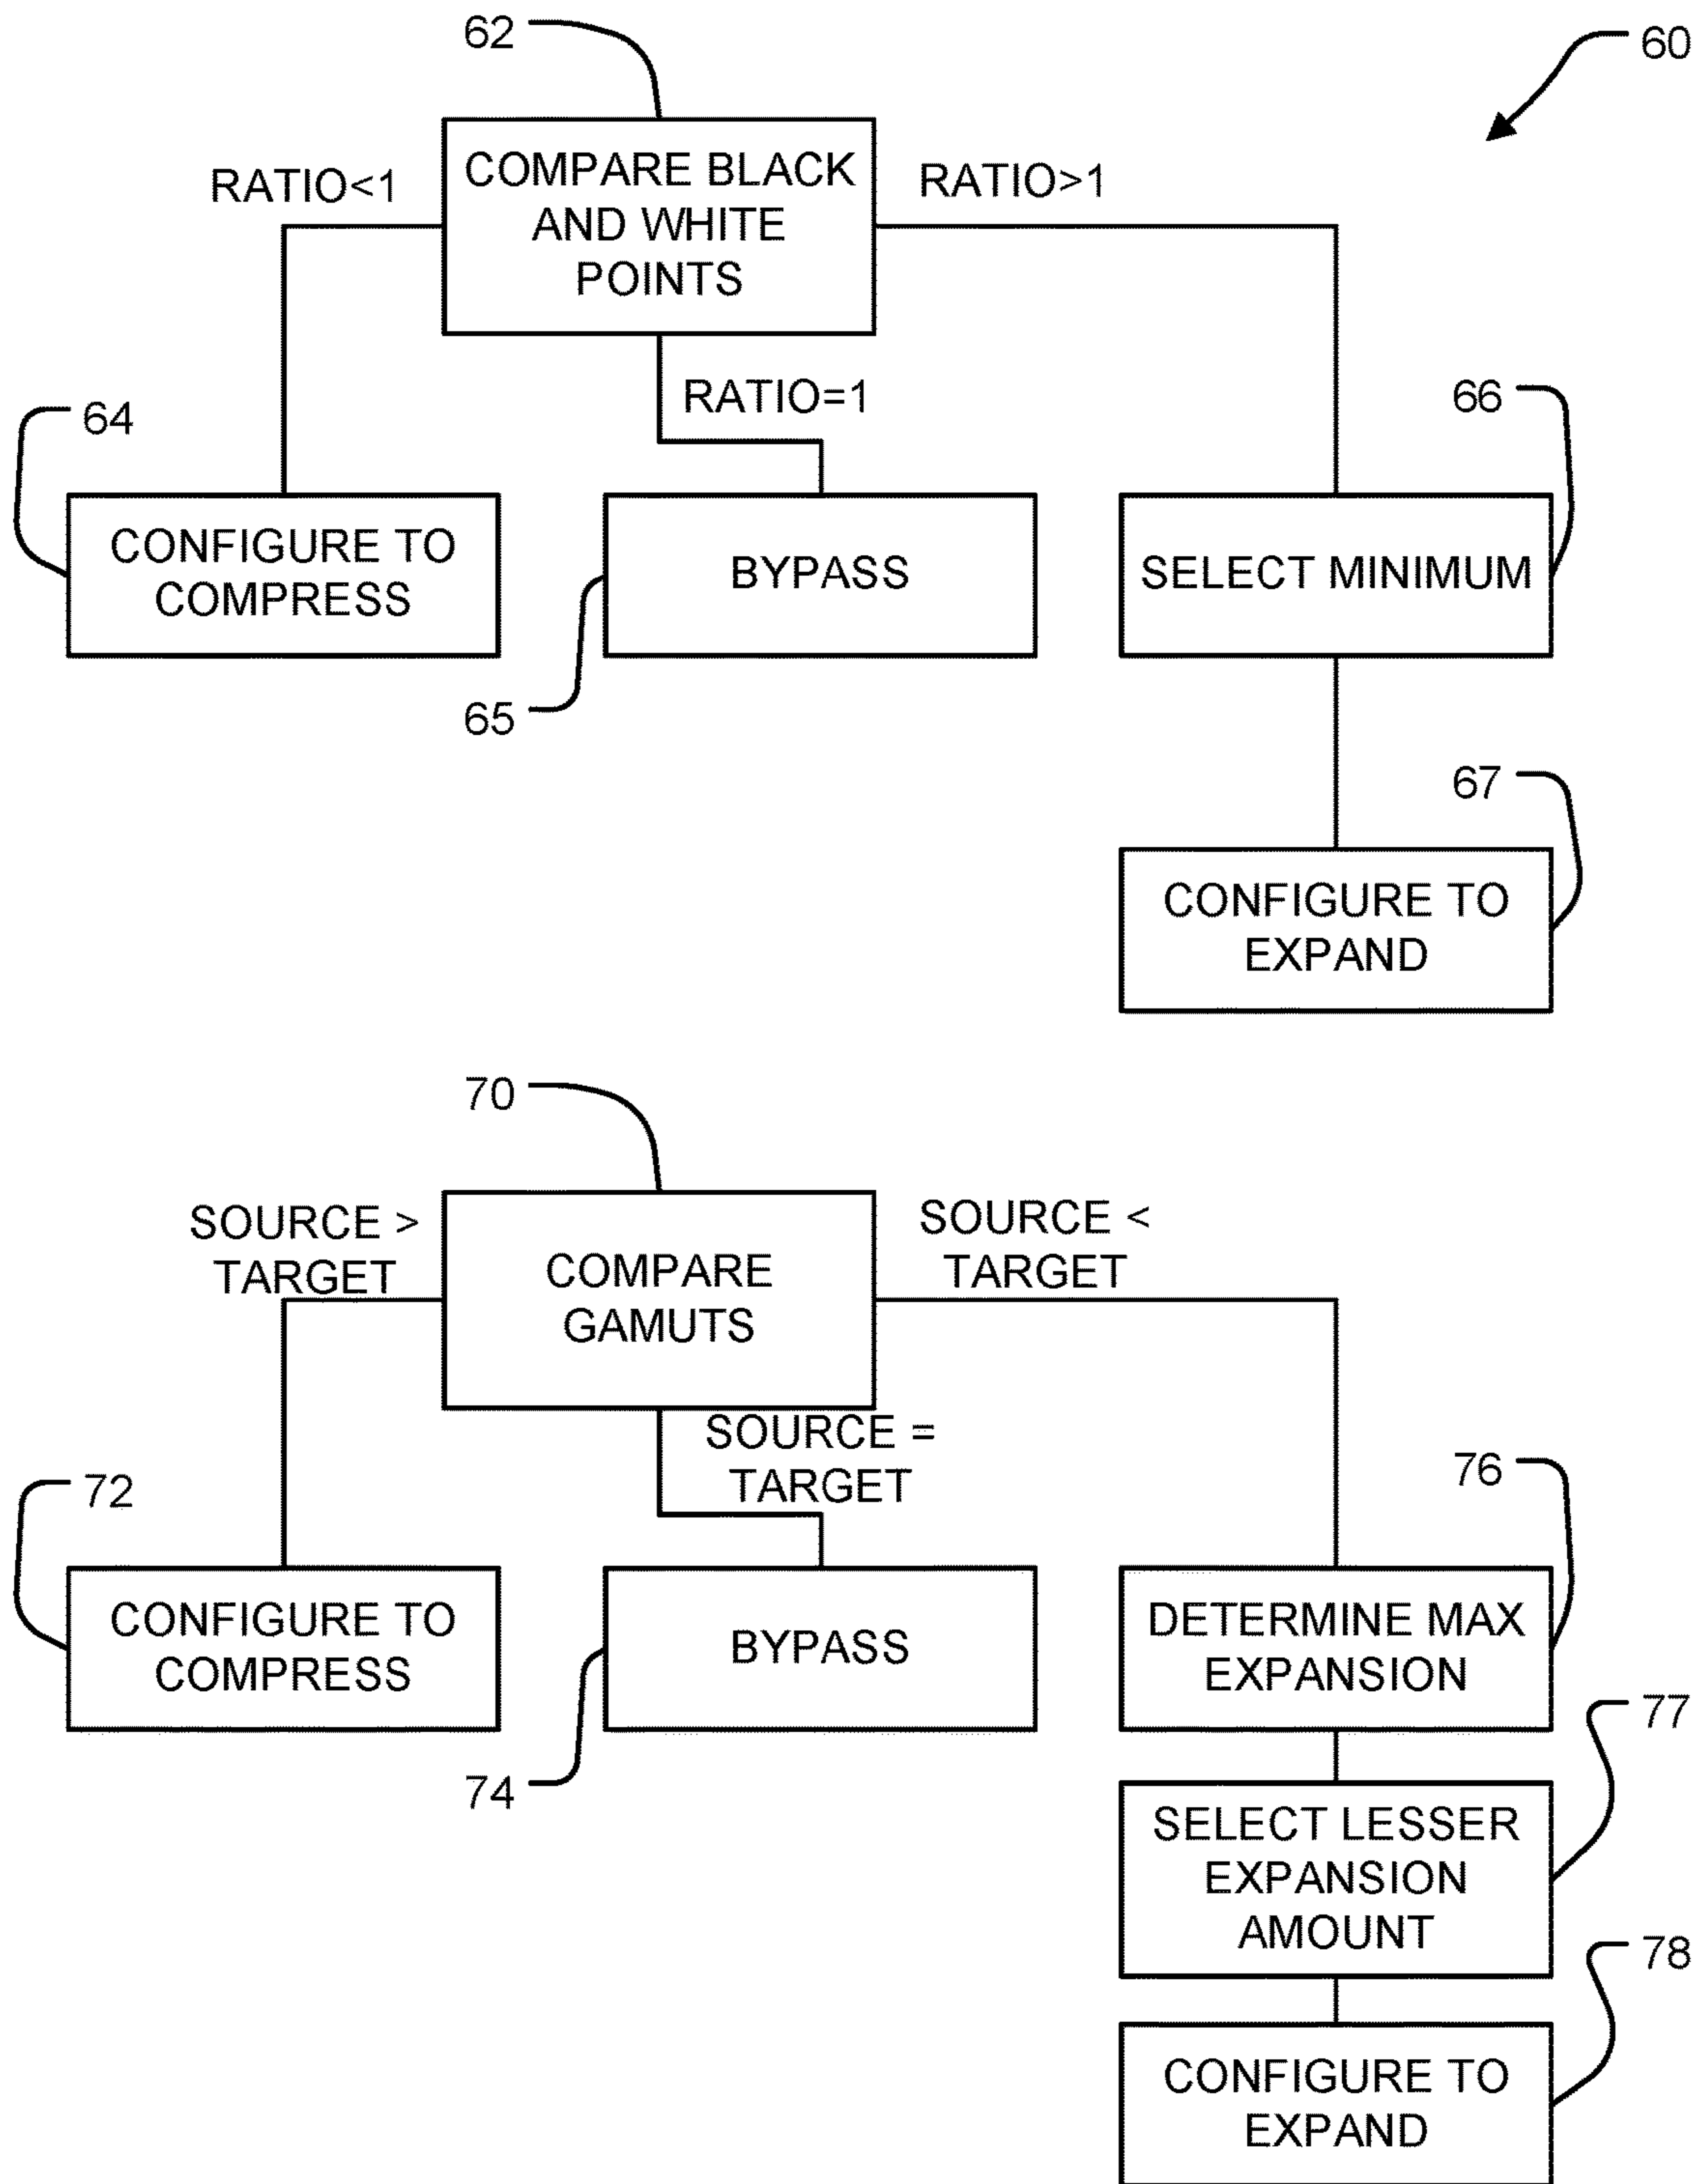 62
60
COMPARE BLACK
AND WHITE
POINTS
RATIO<1
RATIO>1
RATIO=1
64
66
CONFIGURE TO
COMPRESS
BYPASS
SELECT MINIMUM
65
67
CONFIGURE TO
EXPAND
70
SOURCE >
TARGET
COMPARE
GAMUTS
SOURCE <
TARGET
SOURCE =
TARGET
72
76
CONFIGURE TO
COMPRESS
BYPASS
DETERMINE MAX
EXPANSION
74
77
SELECT LESSER
EXPANSION
AMOUNT
78
CONFIGURE TO
EXPAND